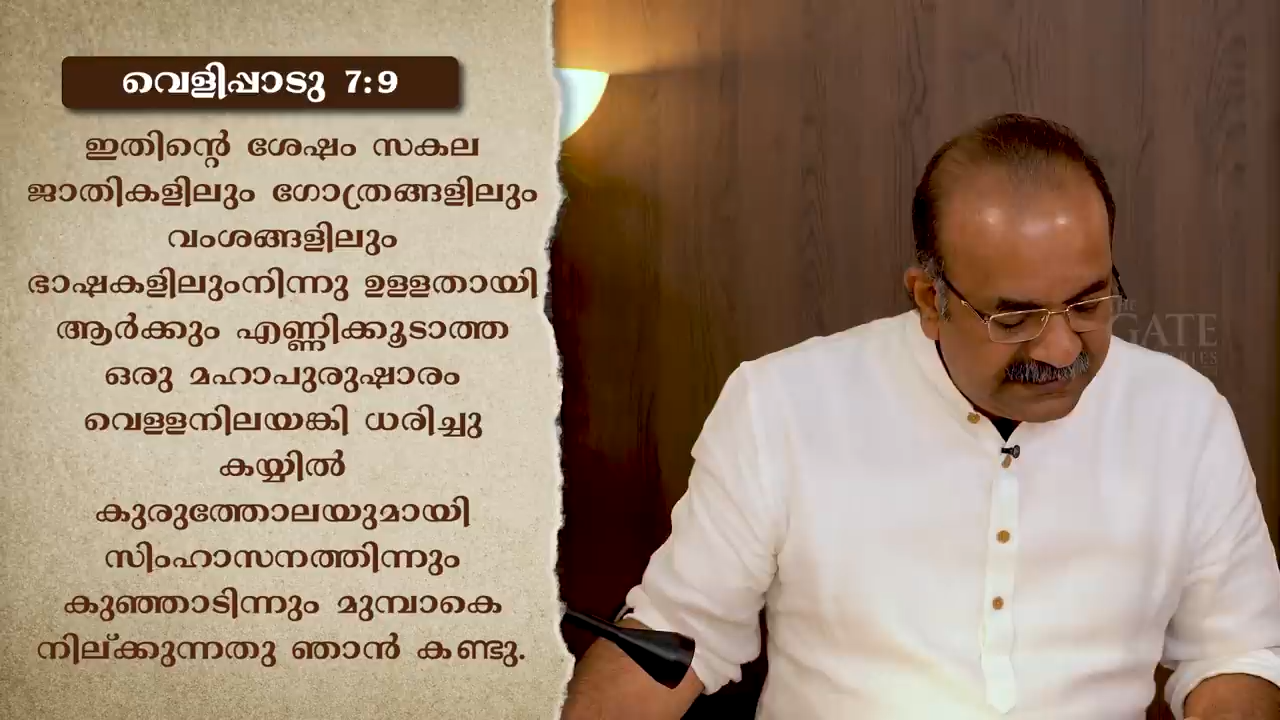 വെളിപ്പാടു 7:9
ഇതിന്റെ ശേഷം സകല
ജാതികളിലും ഗോത്രങ്ങളിലും
വംശങ്ങളിലും
ഭാഷകളിലുംനിന്നു ഉള്ളതായി
ആർക്കും എണ്ണിക്കൂടാത്ത
ഒരു മഹാപുരുഷാരം
വെള്ളനിലയങ്കി ധരിച്ചു
കയ്യിൽ
കുരുത്തോലയുമായി
സിംഹാസനത്തിന്നും
കുഞ്ഞാടിന്നും മുമ്പാകെ
നില്ക്കുന്നതു ഞാൻ കണ്ടു.
GATE